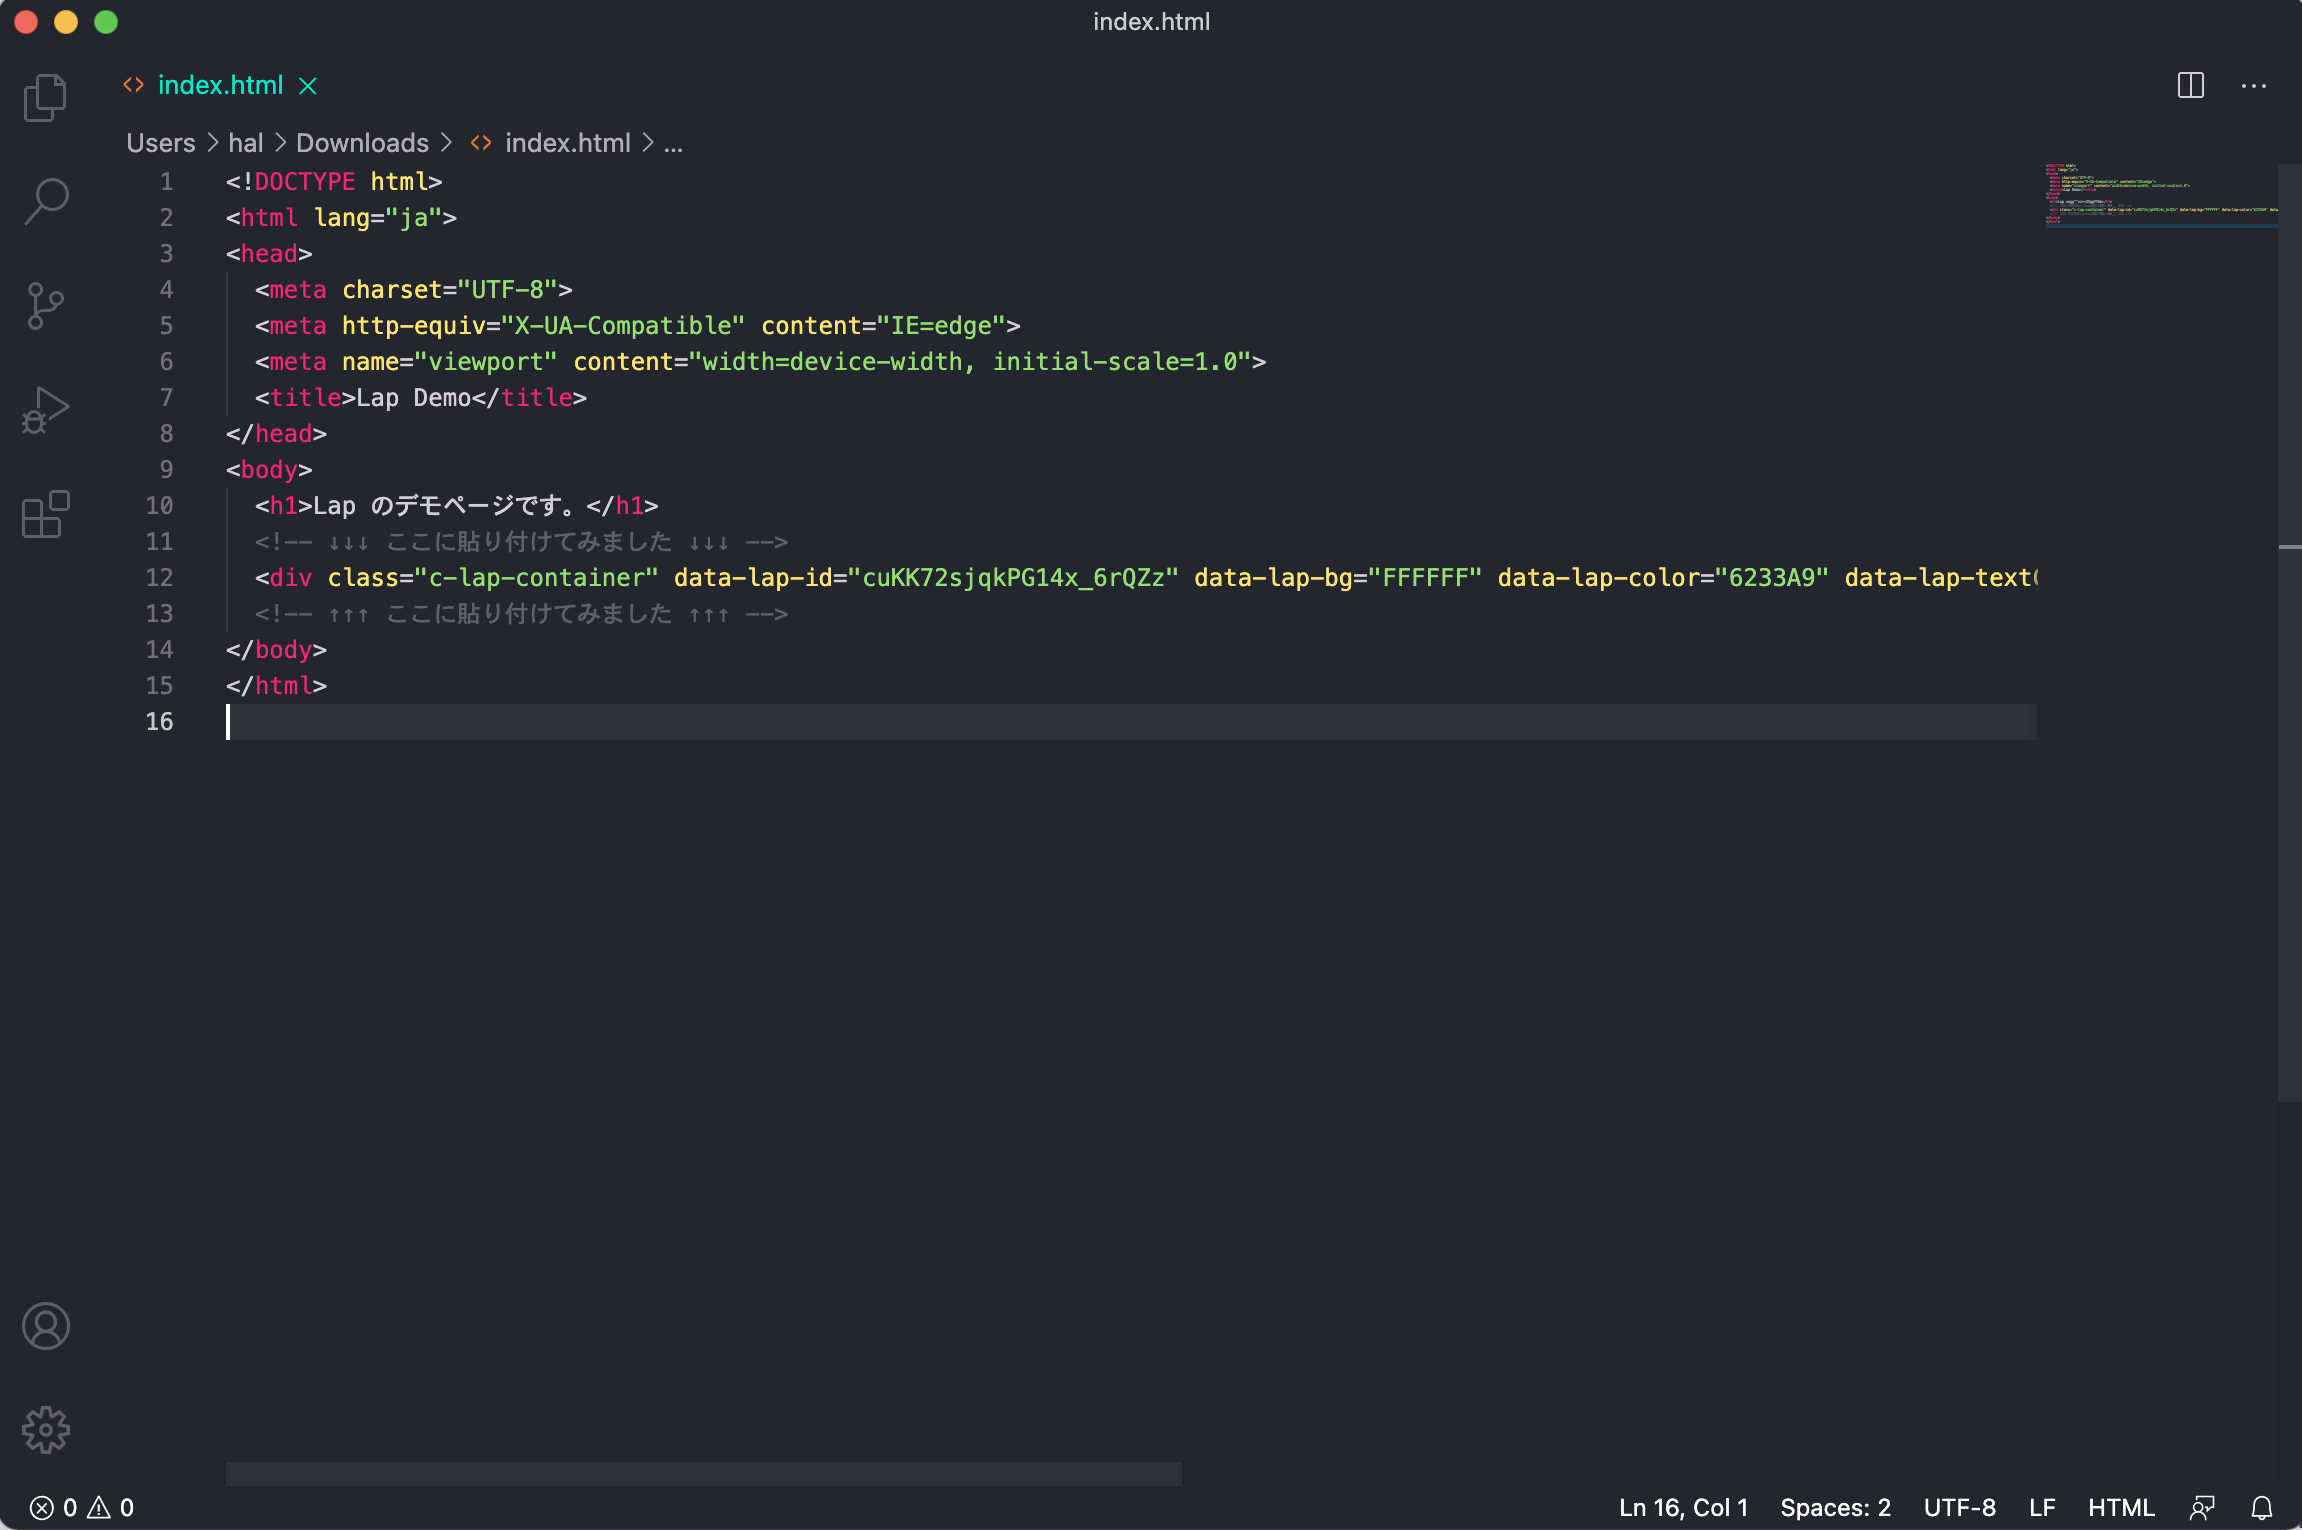 index.html
index.html
Users > hal > Downloads > index.html > ...
1 <!DOCTYPE html>
2 <html lang="ja">
3 <head>
4 <meta charset="UTF-8">
5 <meta http-equiv="X-UA-Compatible" content="IE=edge">
6 <meta name="viewport" content="width=device-width, initial-scale=1.0">
7 <title>Lap Demo</title>
8 </head>
9 <body>
10 <h1>Lap のデモページです。</h1>
11 <!-- ↓↓↓ ここに貼り付けてみました ↓↓↓ -->
12 <div class="c-lap-container" data-lap-id="cuKK72sjqkPG14x_6rQZz" data-lap-bg="FFFFFF" data-lap-color="6233A9" data-lap-text
13 <!-- ↑↑↑ ここに貼り付けてみました ↑↑↑ -->
14 </body>
15 </html>
16
0 0 Ln 16, Col 1 Spaces: 2 UTF-8 LF HTML